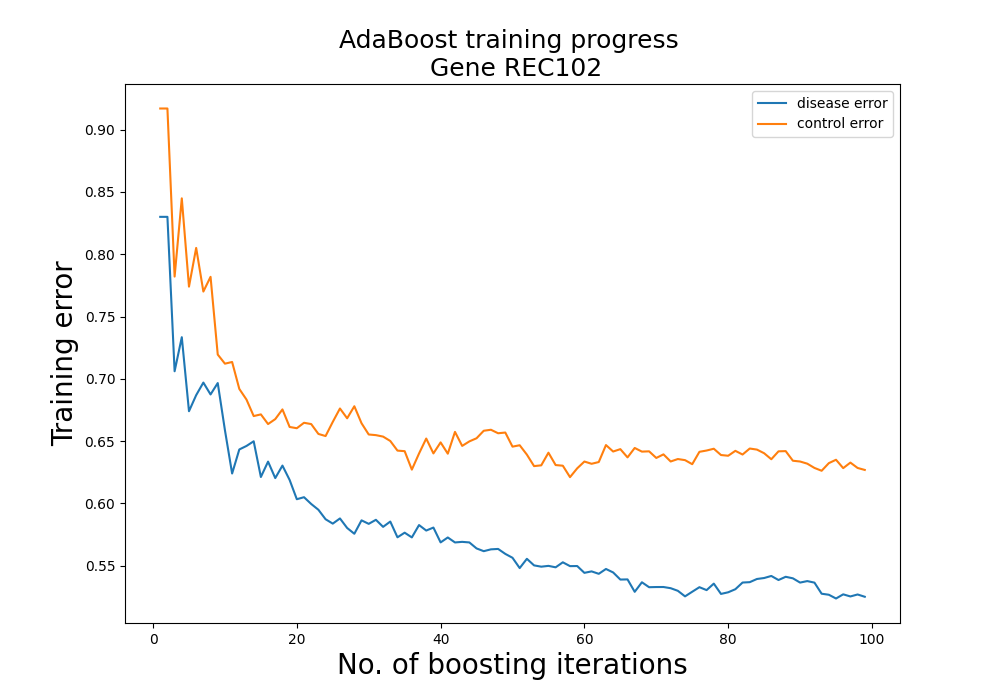 AdaBoost training progress
Gene REC102
disease error
control error
0.90
0.85
0.80
0.75
0.70
0.65
0.60
0.55
Training error
0 20 40 60 80 100
No. of boosting iterations